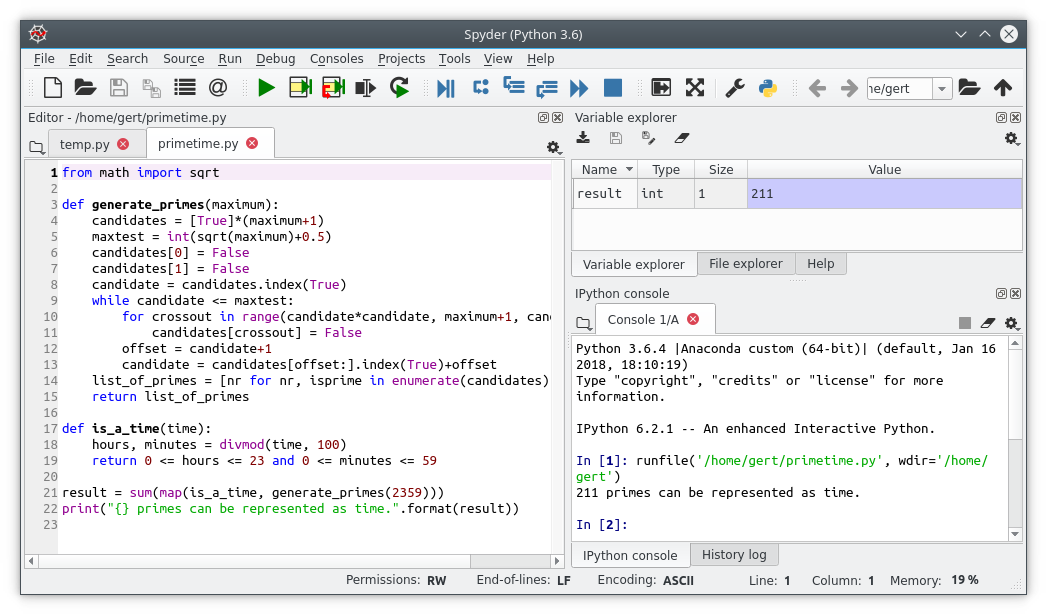 Spyder (Python 3.6)
File Edit Search Source Run Debug Consoles Projects Tools View Help
ne/gert
Editor - /home/gert/primetime.py
temp.py
primetime.py
1 from math import sqrt
2
3 def generate_primes(maximum):
4     candidates = [True]*(maximum+1)
5     maxtest = int(sqrt(maximum)+0.5)
6     candidates[0] = False
7     candidates[1] = False
8     candidate = candidates.index(True)
9     while candidate <= maxtest:
10         for crossout in range(candidate*candidate, maximum+1, can
11             candidates[crossout] = False
12         offset = candidate+1
13         candidate = candidates[offset:].index(True)+offset
14     list_of_primes = [nr for nr, isprime in enumerate(candidates)
15     return list_of_primes
16
17 def is_a_time(time):
18     hours, minutes = divmod(time, 100)
19     return 0 <= hours <= 23 and 0 <= minutes <= 59
20
21 result = sum(map(is_a_time, generate_primes(2359)))
22 print("{} primes can be represented as time.".format(result))
23
Variable explorer
Name Type Size Value
result int 1 211
Variable explorer File explorer Help
IPython console
Console 1/A
Python 3.6.4 |Anaconda custom (64-bit)| (default, Jan 16
2018, 18:10:19)
Type "copyright", "credits" or "license" for more
information.
IPython 6.2.1 -- An enhanced Interactive Python.
In [1]: runfile('/home/gert/primetime.py', wdir='/home/
gert')
211 primes can be represented as time.
In [2]:
IPython console History log
Permissions: RW End-of-lines: LF Encoding: ASCII Line: 1 Column: 1 Memory: 19 %